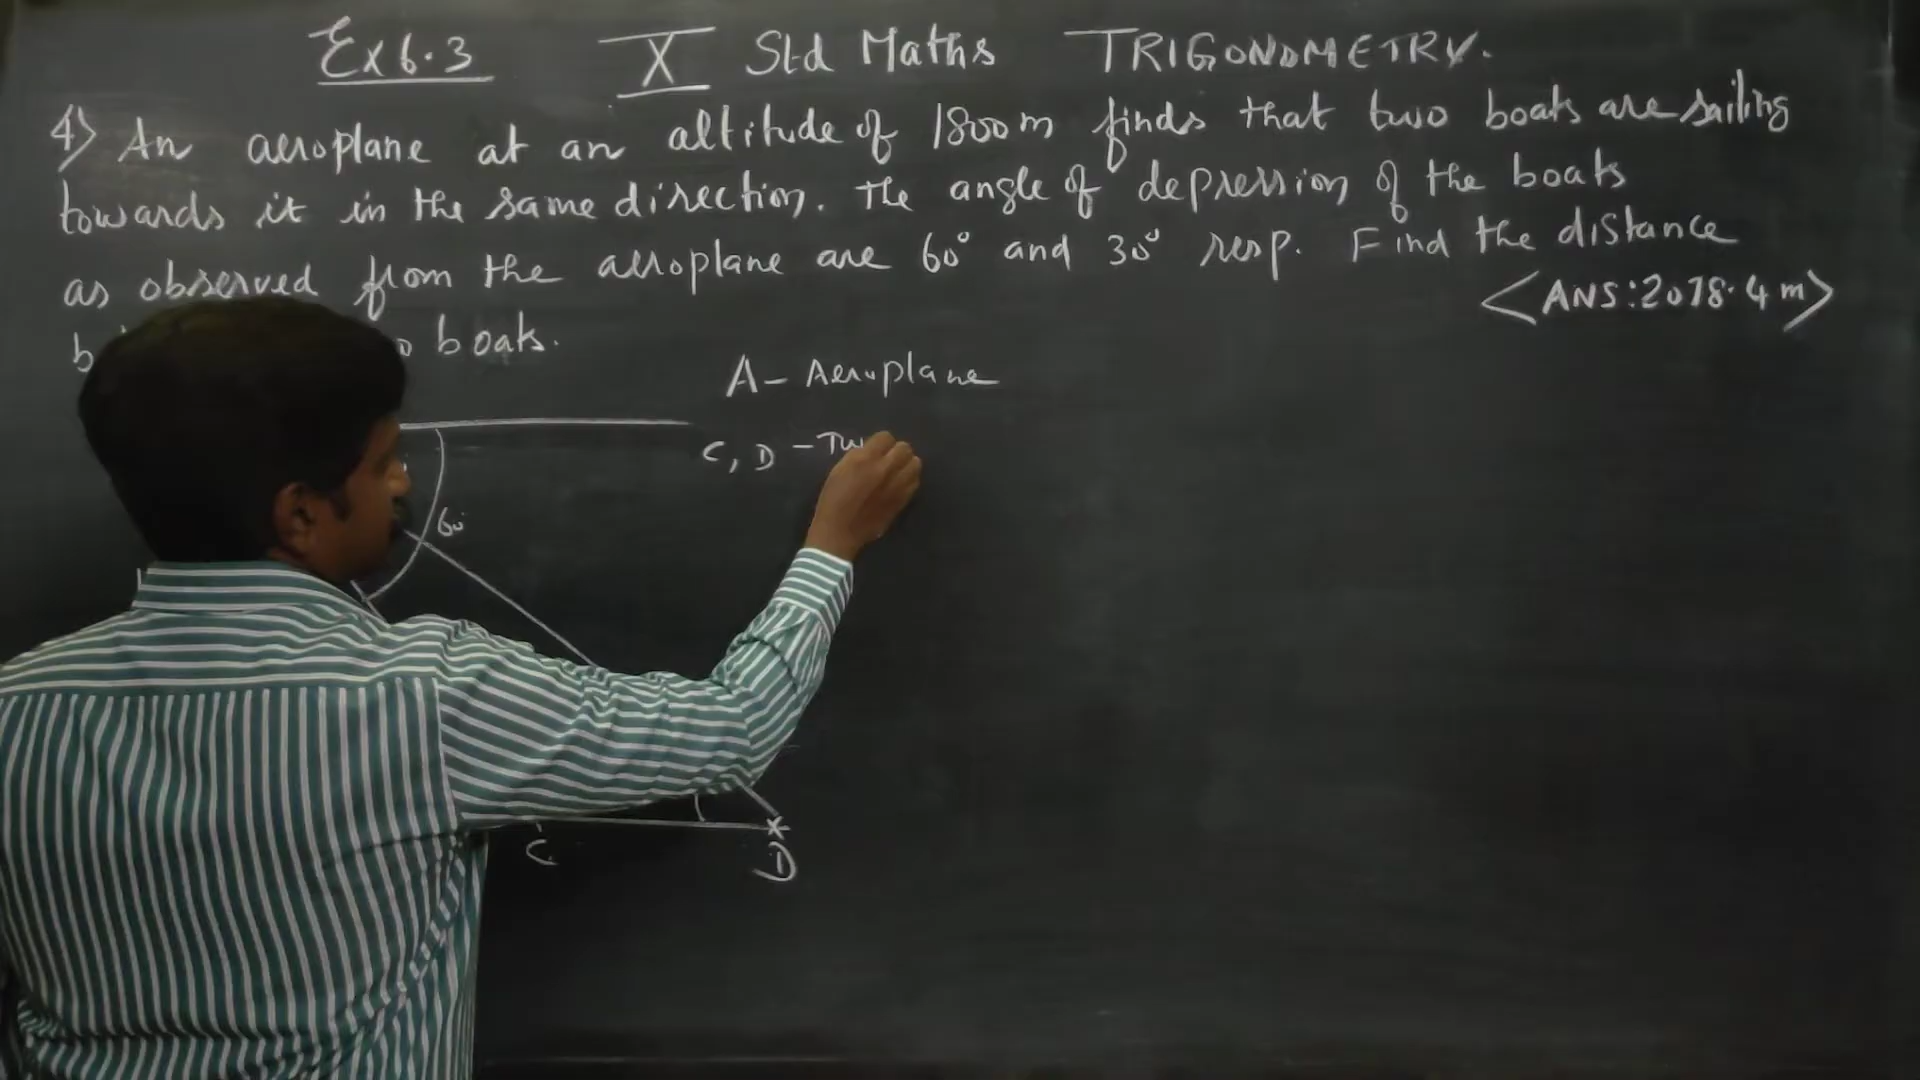 Ex 6.3 X Std Maths TRIGONOMETRY.
4) An aeroplane at an altitude of 1800m finds that two boats are sailing
towards it in the same direction. The angle of depression of the boats
as observed from the aeroplane are 60° and 30° resp. Find the distance
boats.
<ANS: 2078.4 m>
A - Aeroplane
C, D -
60°
C
D